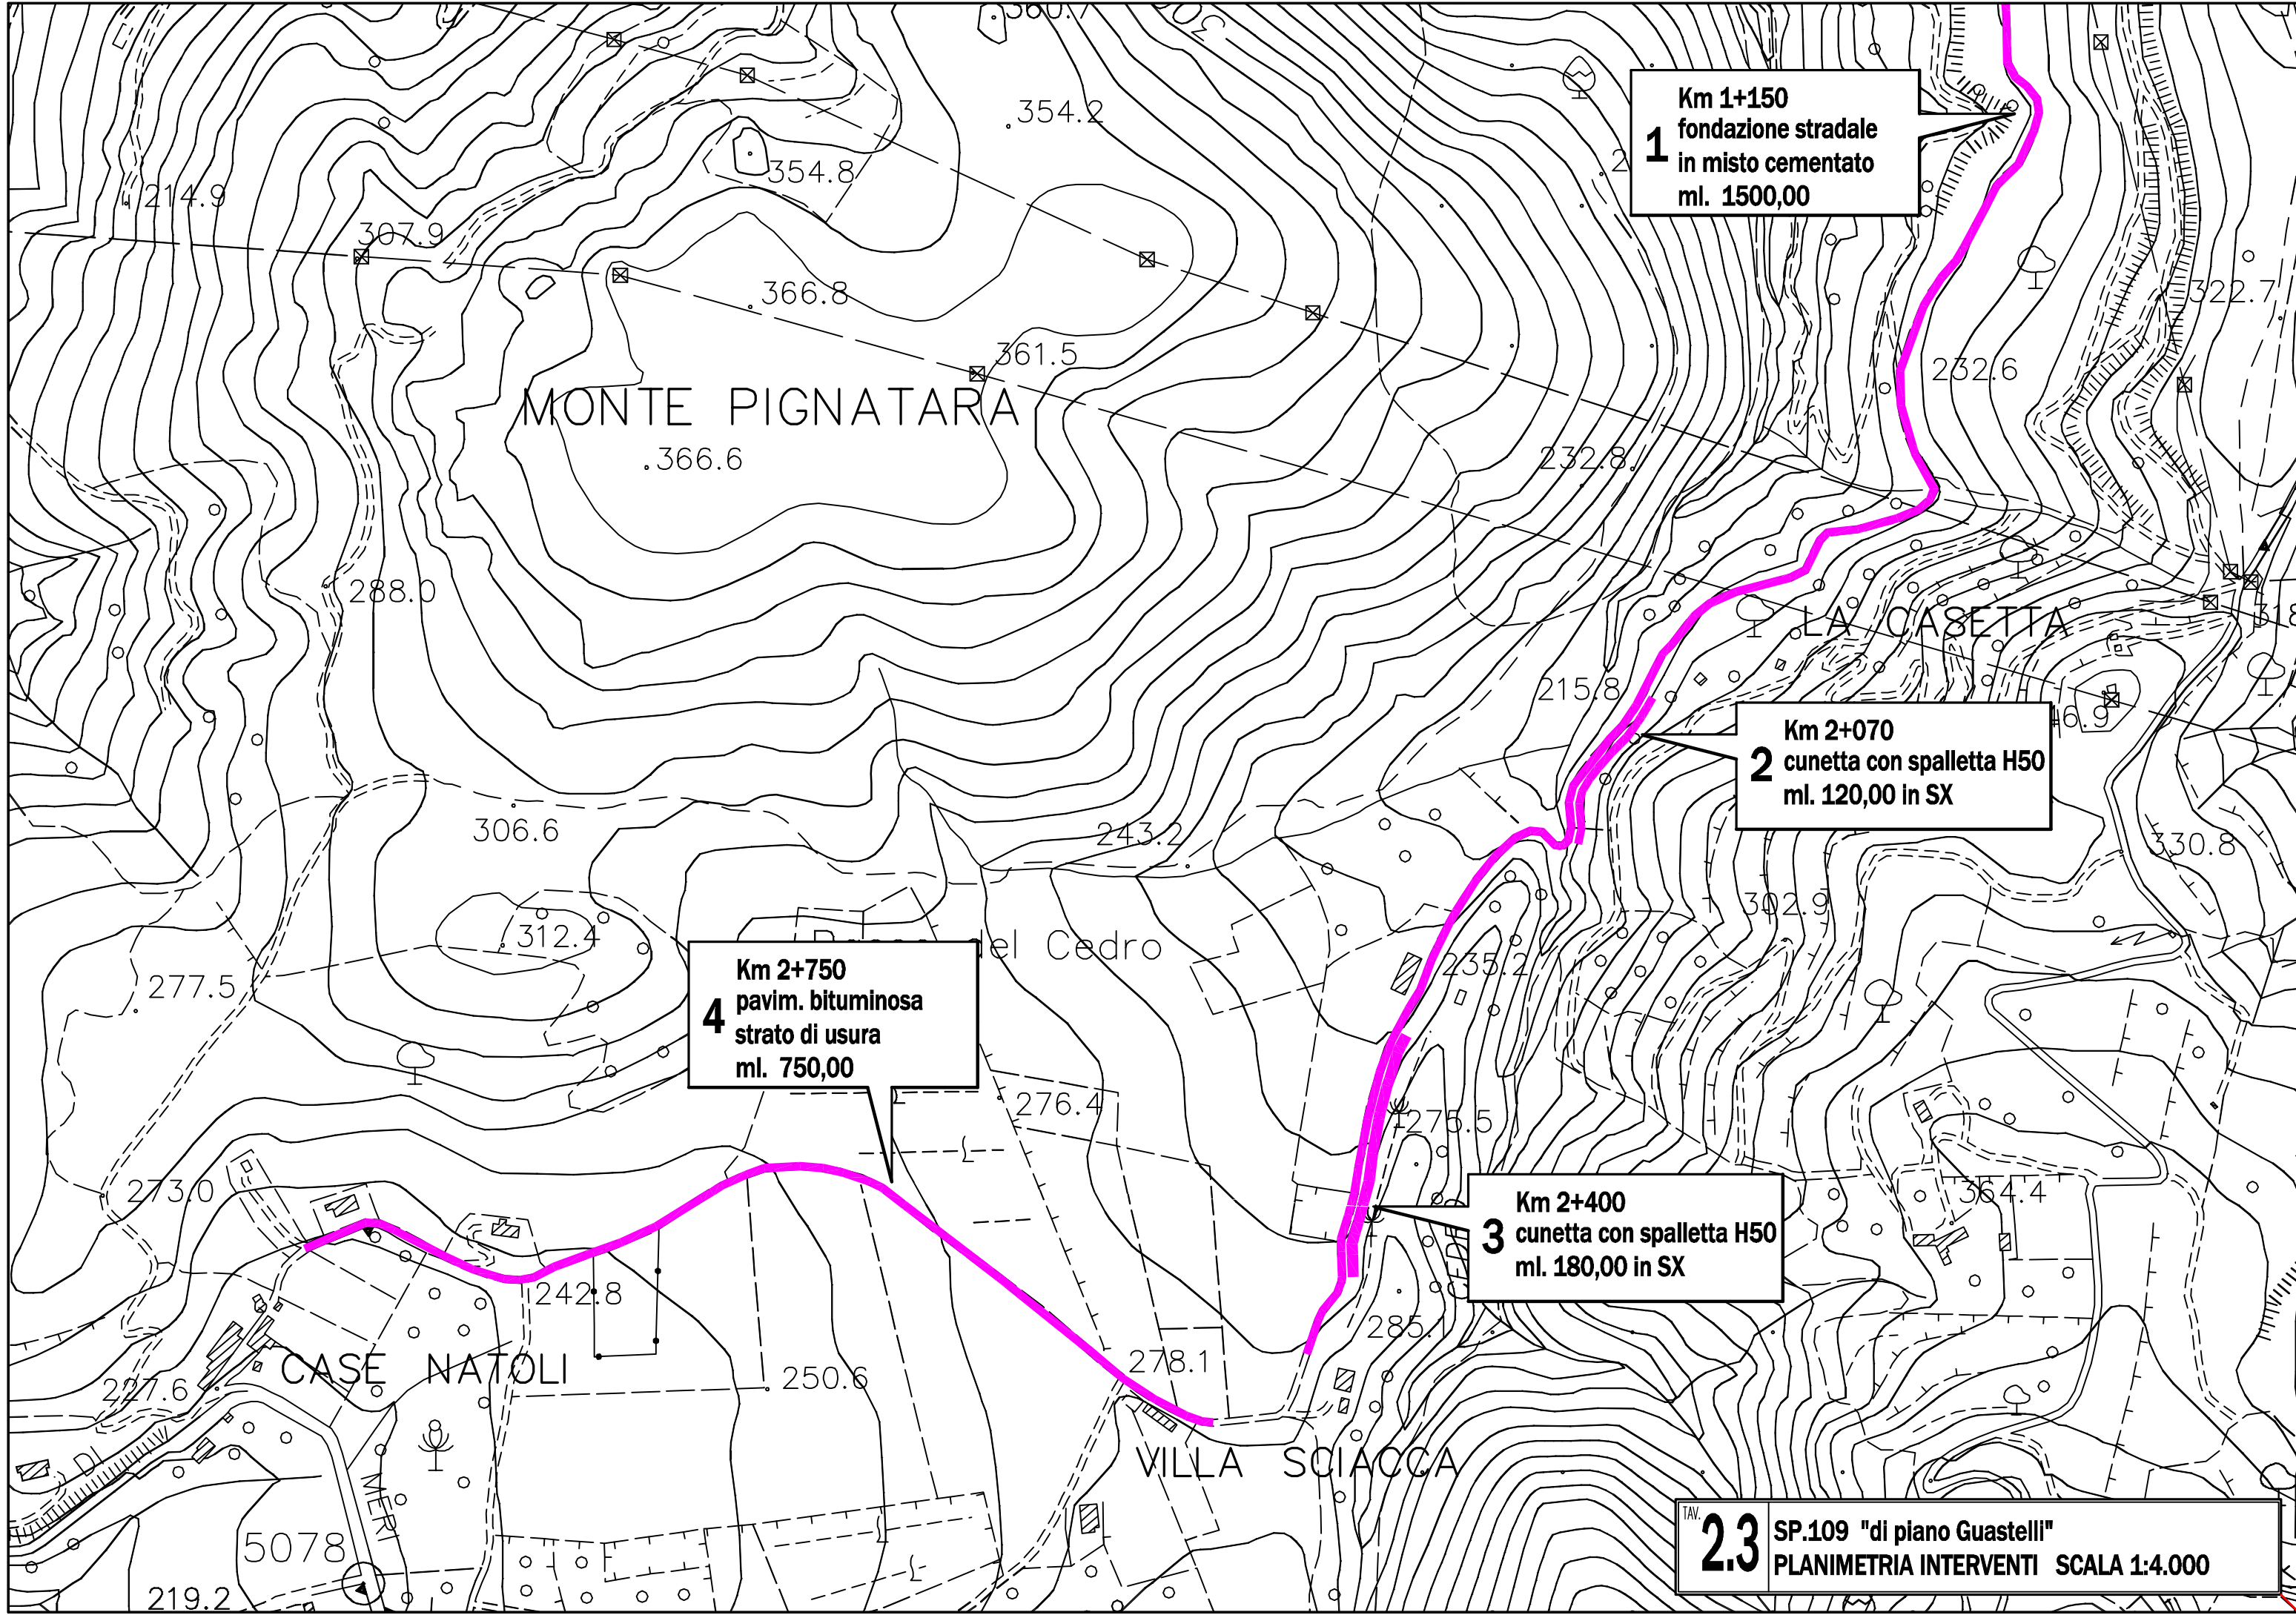 360.7
354.2
354.8
214.9
307.9
366.8
361.5
MONTE PIGNATARA
366.6
288.0
306.6
312.4
277.5
273.0
243.2
del Cedro
276.4
242.8
250.6
278.1
CASE NATOLI
227.6
5078
219.2
VILLA SCIACCA
285.1
275.5
235.2
215.8
232.8
232.6
322.7
LA CASETTA
318
46.9
330.8
302.9
364.4
1
Km 1+150
fondazione stradale
in misto cementato
ml. 1500,00
2
Km 2+070
cunetta con spalletta H50
ml. 120,00 in SX
3
Km 2+400
cunetta con spalletta H50
ml. 180,00 in SX
4
Km 2+750
pavim. bituminosa
strato di usura
ml. 750,00
TAV.
2.3
SP.109 "di piano Guastelli"
PLANIMETRIA INTERVENTI SCALA 1:4.000